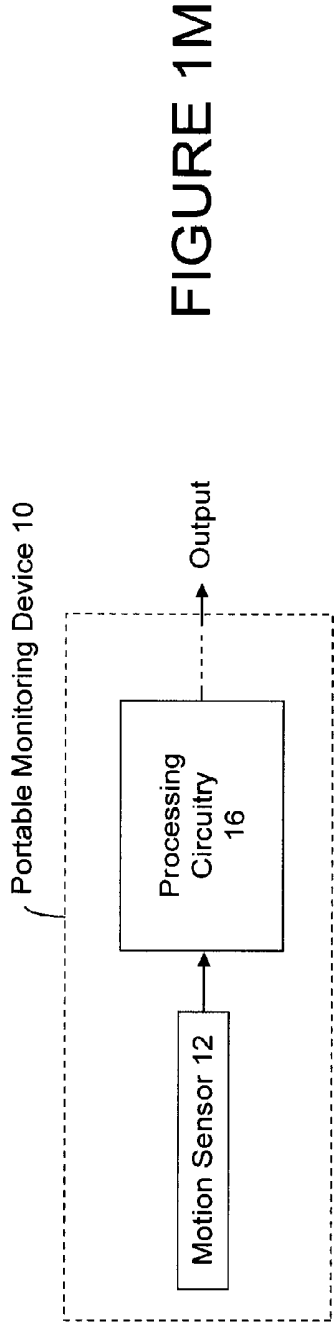 Portable Monitoring Device 10
Motion Sensor 12
Processing
Circuitry
16
Output
FIGURE 1M